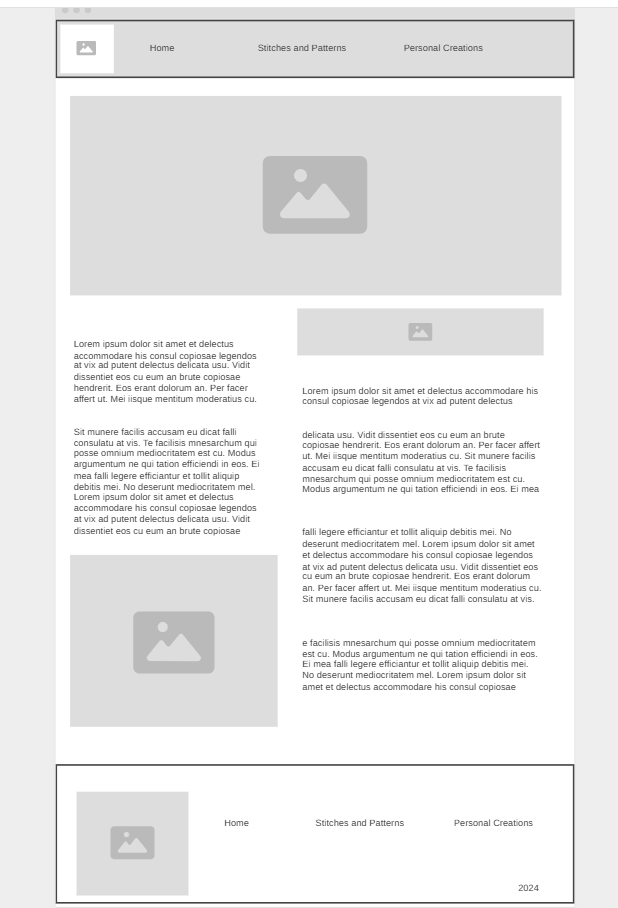 Home
Stitches and Patterns
Personal Creations
Lorem ipsum dolor sit amet et delectus
accommodare his consul copiosae legendos
at vix ad putent delectus delicata usu. Vidit
dissentiet eos cu eum an brute copiosae
hendrerit. Eos erant dolorum an. Per facer
affert ut. Mei iisque mentitum moderatius cu.
Sit munere facilis accusam eu dicat falli
consulatu at vis. Te facilisis mnesarchum qui
posse omnium mediocritatem est cu. Modus
argumentum ne qui tation efficiendi in eos. Ei
mea falli legere efficiantur et tollit aliquip
debitis mei. No deserunt mediocritatem mel.
Lorem ipsum dolor sit amet et delectus
accommodare his consul copiosae legendos
at vix ad putent delectus delicata usu. Vidit
dissentiet eos cu eum an brute copiosae
Lorem ipsum dolor sit amet et delectus accommodare his
consul copiosae legendos at vix ad putent delectus
delicata usu. Vidit dissentiet eos cu eum an brute
copiosae hendrerit. Eos erant dolorum an. Per facer affert
ut. Mei iisque mentitum moderatius cu. Sit munere facilis
accusam eu dicat falli consulatu at vis. Te facilisis
mnesarchum qui posse omnium mediocritatem est cu.
Modus argumentum ne qui tation efficiendi in eos. Ei mea
falli legere efficiantur et tollit aliquip debitis mei. No
deserunt mediocritatem mel. Lorem ipsum dolor sit amet
et delectus accommodare his consul copiosae legendos
at vix ad putent delectus delicata usu. Vidit dissentiet eos
cu eum an brute copiosae hendrerit. Eos erant dolorum
an. Per facer affert ut. Mei iisque mentitum moderatius cu.
Sit munere facilis accusam eu dicat falli consulatu at vis.
e facilisis mnesarchum qui posse omnium mediocritatem
est cu. Modus argumentum ne qui tation efficiendi in eos.
Ei mea falli legere efficiantur et tollit aliquip debitis mei.
No deserunt mediocritatem mel. Lorem ipsum dolor sit
amet et delectus accommodare his consul copiosae
Home
Stitches and Patterns
Personal Creations
2024